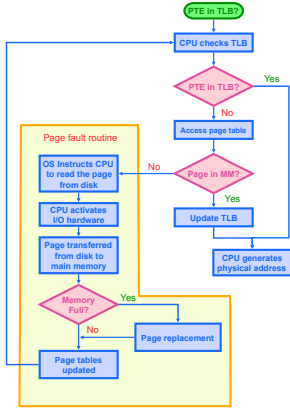 PTE in TLB?
CPU checks TLB
PTE in TLB?
Yes
No
Access page table
Page fault routine
OS Instructs CPU
to read the page
from disk
No
Page in MM?
Yes
CPU activates
I/O hardware
Update TLB
Page transferred
from disk to
main memory
CPU generates
physical address
Memory
Full?
Yes
No
Page replacement
Page tables
updated